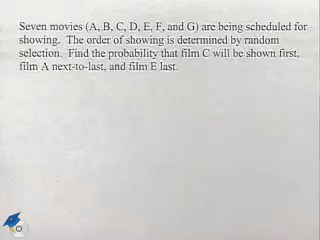 Seven movies (A, B, C, D, E, F, and G) are being scheduled for
showing.  The order of showing is determined by random
selection.  Find the probability that film C will be shown first,
film A next-to-last, and film E last.